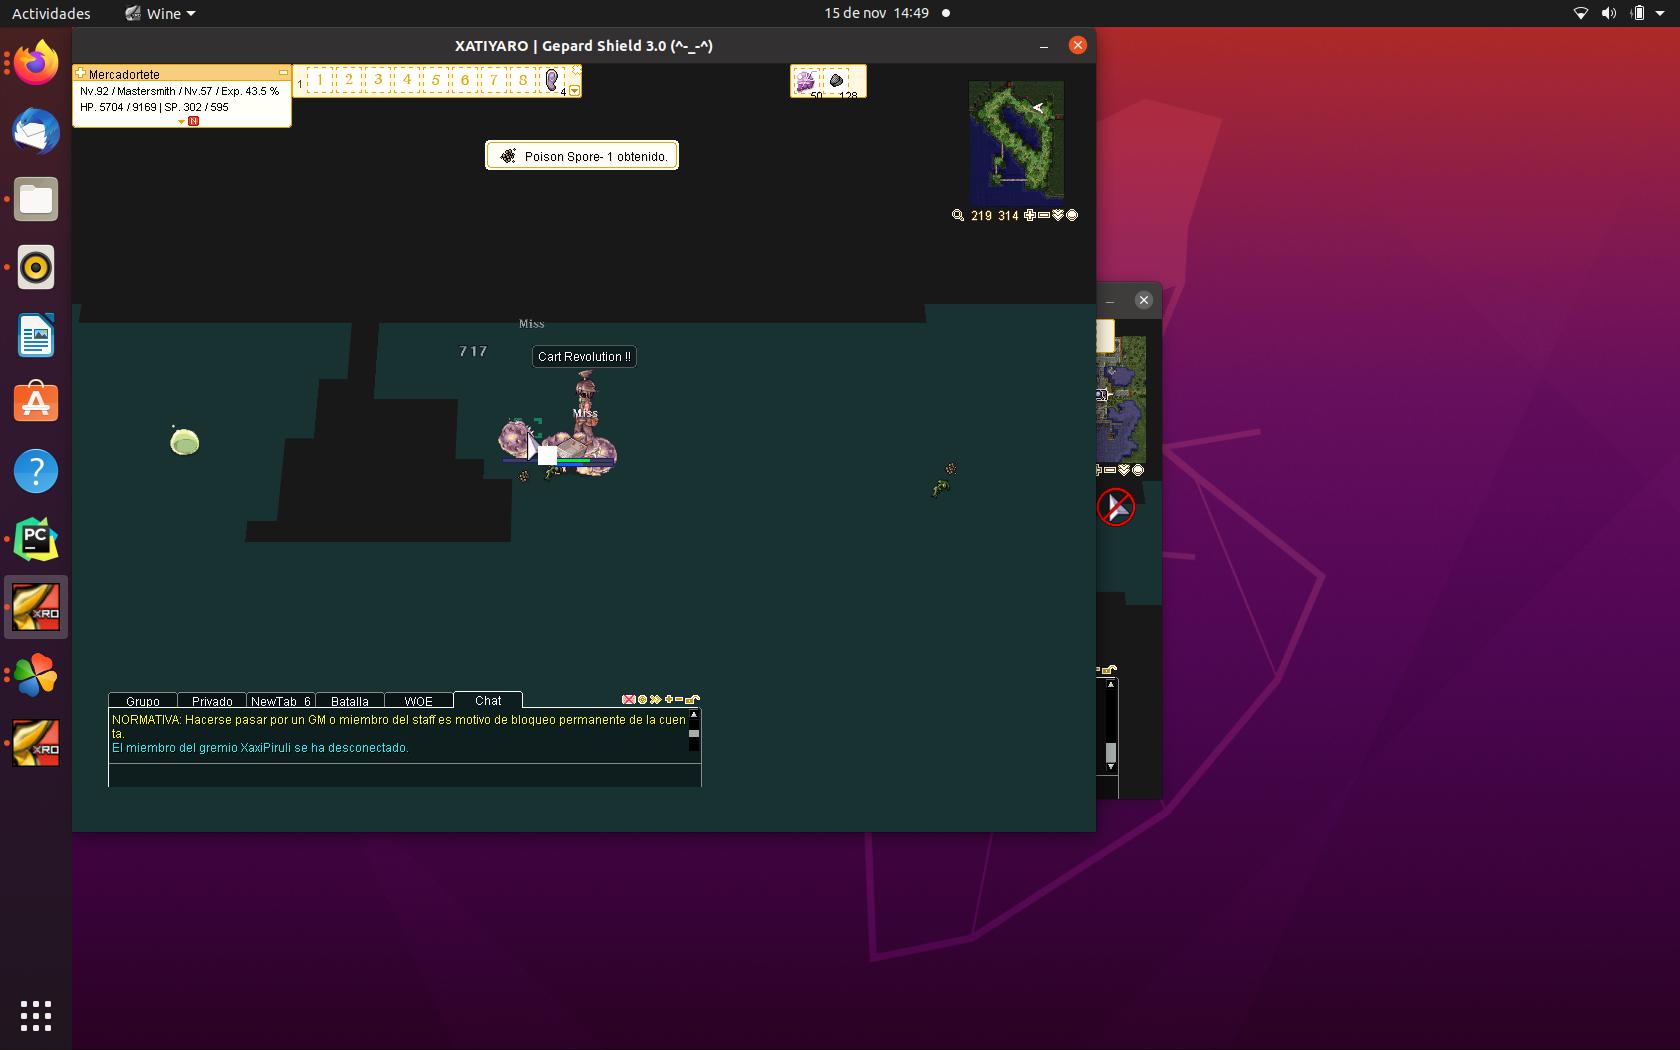 Actividades
Wine
15 de nov 14:49
XATIYARO | Gepard Shield 3.0 (^-_-^)
Mercadortete
Nv.92 / Mastersmith / Nv.57 / Exp. 43.5 %
HP. 5704 / 9169 | SP. 302 / 595
N
1 1 2 3 4 5 6 7 8 4
50 128
Poison Spore- 1 obtenido.
219 314
Miss
717
Cart Revolution !!
Miss
PC
XRO
XRO
Grupo Privado NewTab 6 Batalla WOE Chat
NORMATIVA: Hacerse pasar por un GM o miembro del staff es motivo de bloqueo permanente de la cuen
ta.
El miembro del gremio XaxiPiruli se ha desconectado.